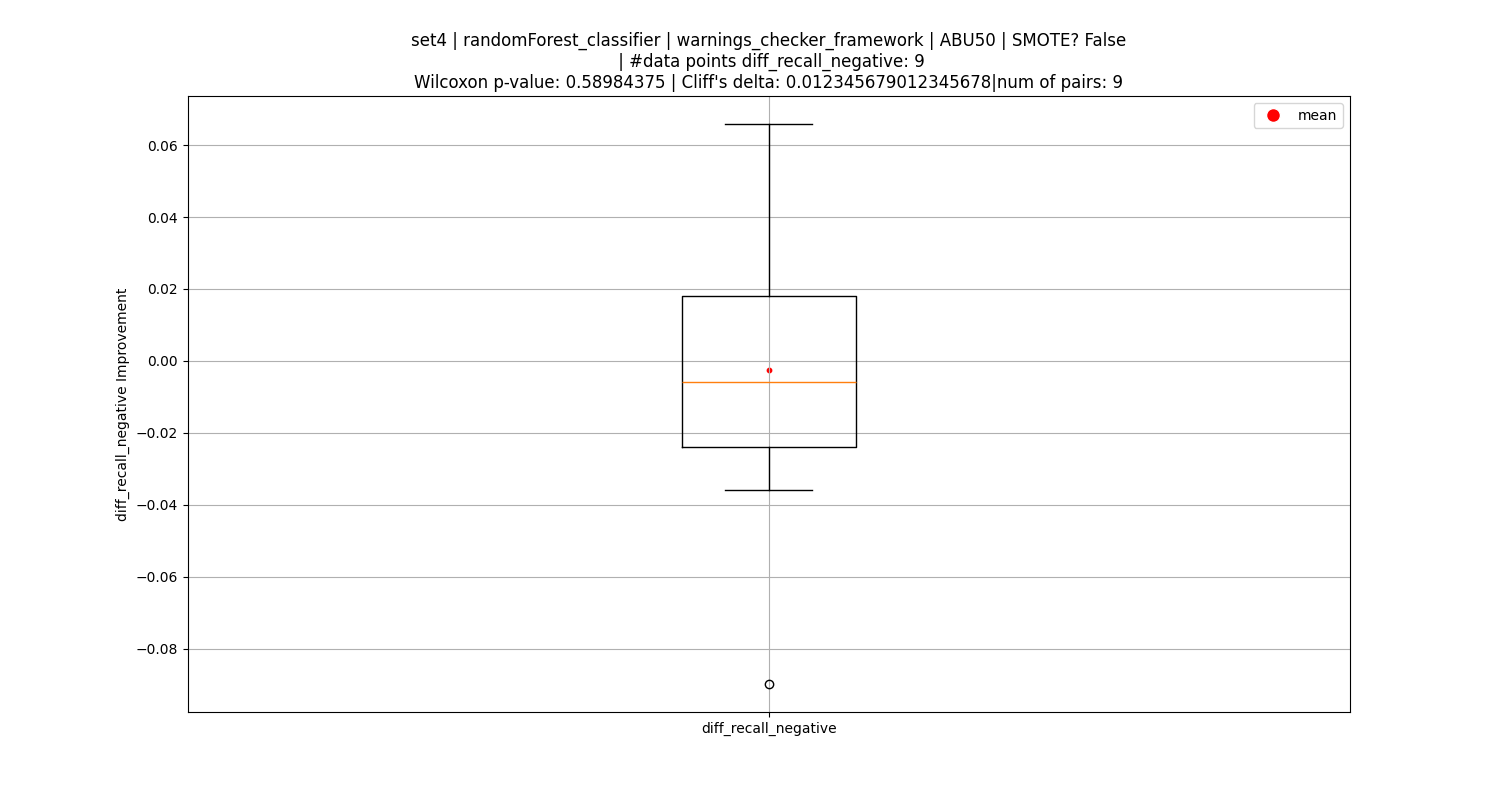 set4 | randomForest_classifier | warnings_checker_framework | ABU50 | SMOTE? False
| #data points diff_recall_negative: 9
Wilcoxon p-value: 0.58984375 | Cliff's delta: 0.012345679012345678|num of pairs: 9
mean
0.06
0.04
0.02
0.00
−0.02
−0.04
−0.06
−0.08
diff_recall_negative Improvement
diff_recall_negative